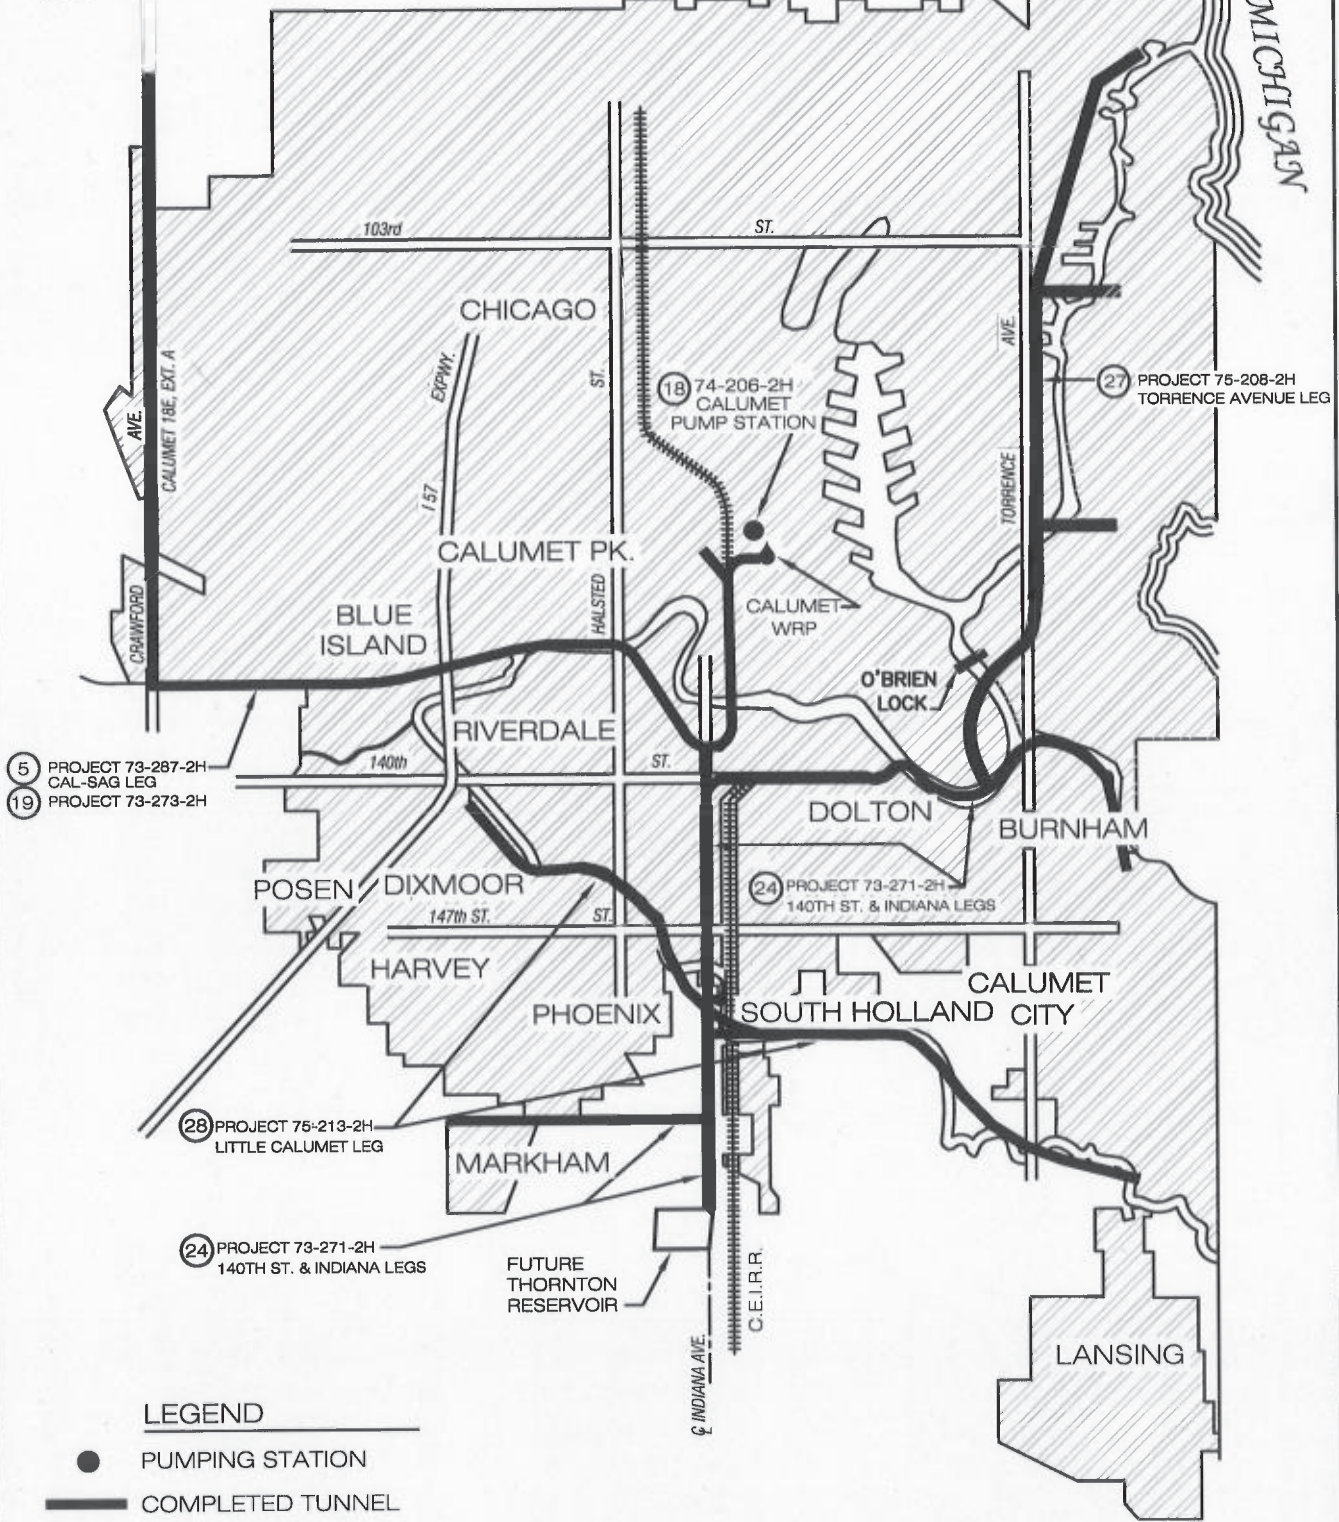 MICHIGAN
103rd
ST.
CHICAGO
EXPWY.
ST.
AVE.
18 74-206-2H
CALUMET
PUMP STATION
27 PROJECT 75-208-2H
TORRENCE AVENUE LEG
AVE.
CALUMET 18E, EXT. A
I 57
TORRENCE
CALUMET PK.
HALSTED
CRAWFORD
BLUE
ISLAND
CALUMET
WRP
O'BRIEN
LOCK
RIVERDALE
5 PROJECT 73-287-2H
CAL-SAG LEG
19 PROJECT 73-273-2H
140th
ST.
DOLTON
BURNHAM
POSEN
DIXMOOR
24 PROJECT 73-271-2H
140TH ST. & INDIANA LEGS
147th ST.
ST.
HARVEY
CALUMET
CITY
PHOENIX
SOUTH HOLLAND
28 PROJECT 75-213-2H
LITTLE CALUMET LEG
MARKHAM
24 PROJECT 73-271-2H
140TH ST. & INDIANA LEGS
FUTURE
THORNTON
RESERVOIR
C.E.I.R.R.
℄ INDIANA AVE.
LANSING
LEGEND
PUMPING STATION
COMPLETED TUNNEL